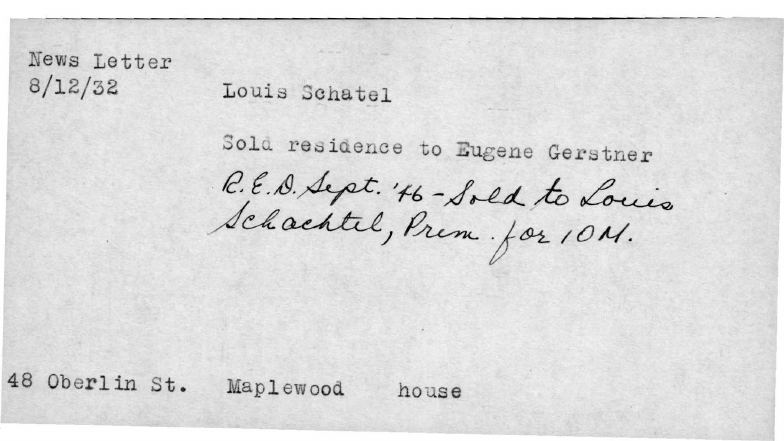 News Letter
8/12/32
Louis Schatel
Sold residence to Eugene Gerstner
R.E.D. Sept. '46 - Sold to Louis
Schachtel, Prem. for 10M.
48 Oberlin St. Maplewood house